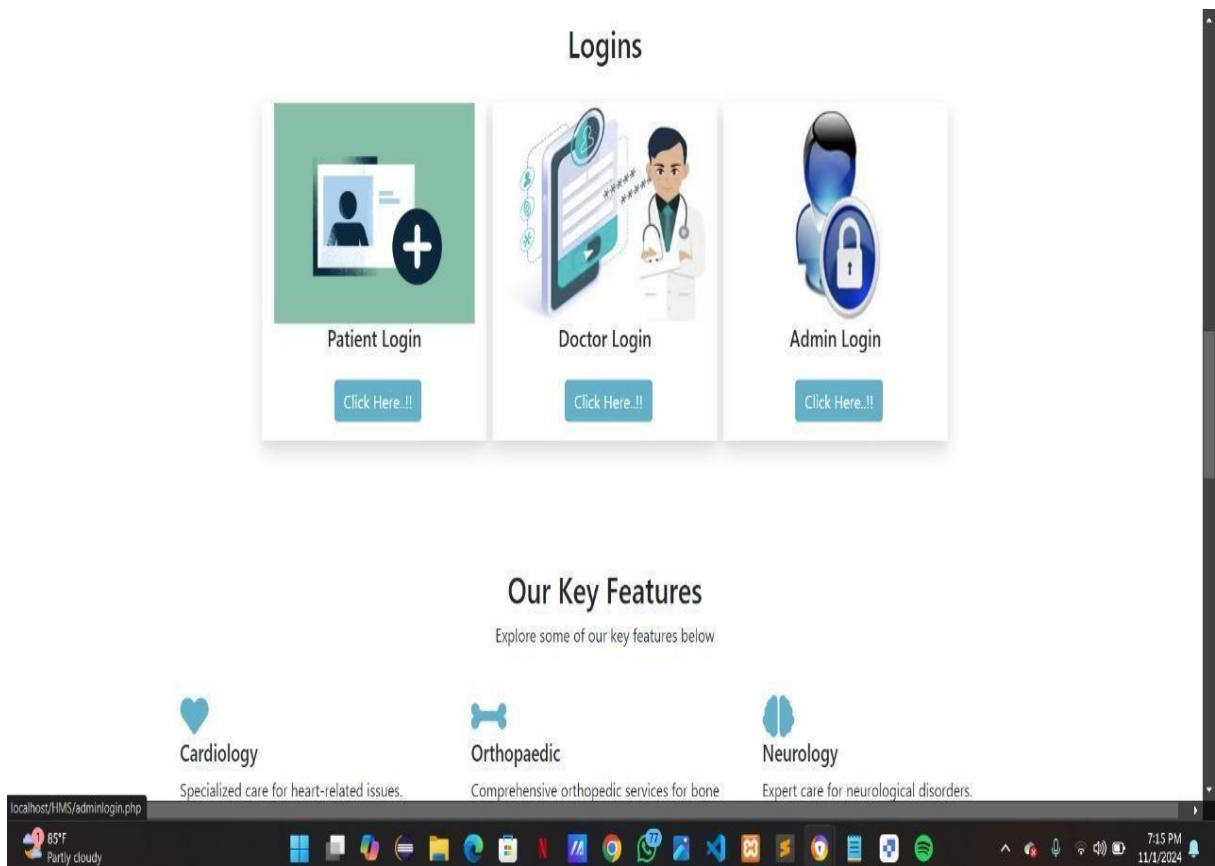 Logins
Patient Login
Doctor Login
Admin Login
Click Here..!!
Click Here..!!
Click Here..!!
Our Key Features
Explore some of our key features below
Cardiology
Orthopaedic
Neurology
Specialized care for heart-related issues.
Comprehensive orthopedic services for bone
Expert care for neurological disorders.
localhost/HMS/adminlogin.php
1
85°F
Partly cloudy
77
7:15 PM
11/1/2024